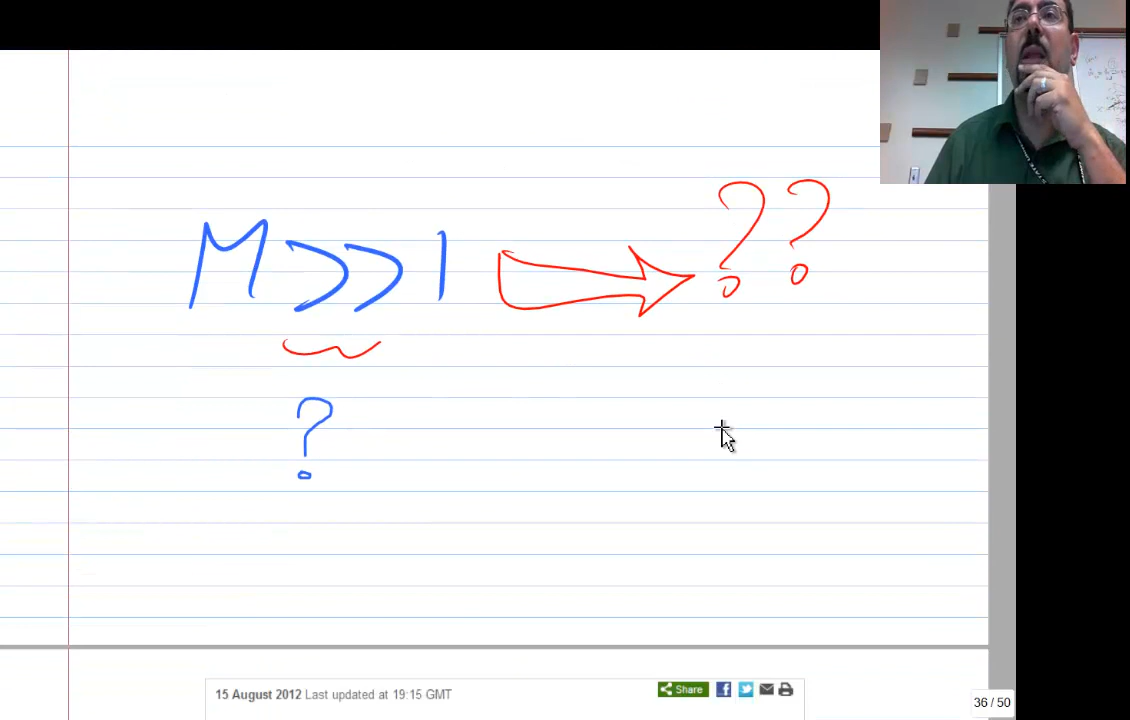 M >> 1 ⇒ ??
?
15 August 2012 Last updated at 19:15 GMT
Share
36 / 50